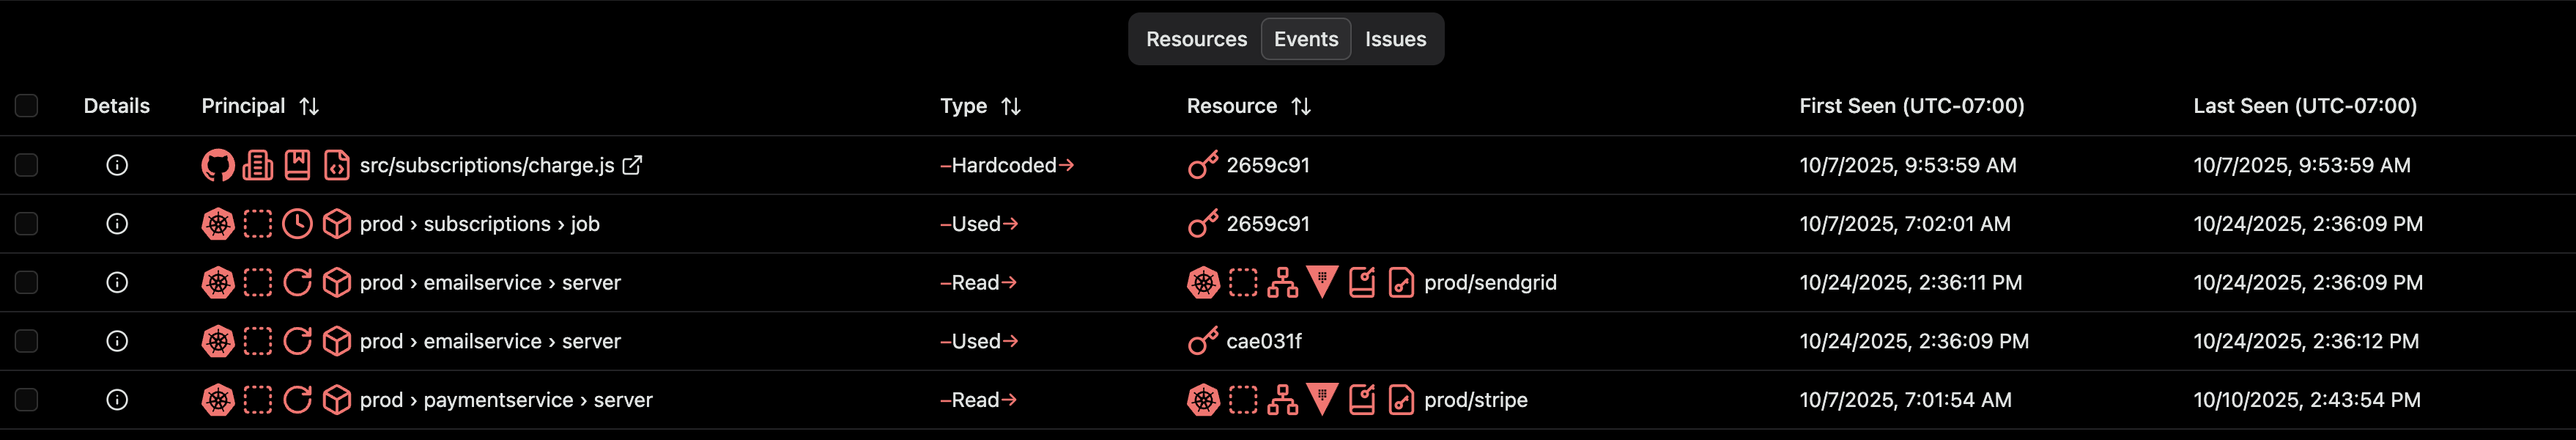 Resources Events Issues
Details Principal Type Resource First Seen (UTC-07:00) Last Seen (UTC-07:00)
src/subscriptions/charge.js –Hardcoded→ 2659c91 10/7/2025, 9:53:59 AM 10/7/2025, 9:53:59 AM
prod › subscriptions › job –Used→ 2659c91 10/7/2025, 7:02:01 AM 10/24/2025, 2:36:09 PM
prod › emailservice › server –Read→ prod/sendgrid 10/24/2025, 2:36:11 PM 10/24/2025, 2:36:09 PM
prod › emailservice › server –Used→ cae031f 10/24/2025, 2:36:09 PM 10/24/2025, 2:36:12 PM
prod › paymentservice › server –Read→ prod/stripe 10/7/2025, 7:01:54 AM 10/10/2025, 2:43:54 PM